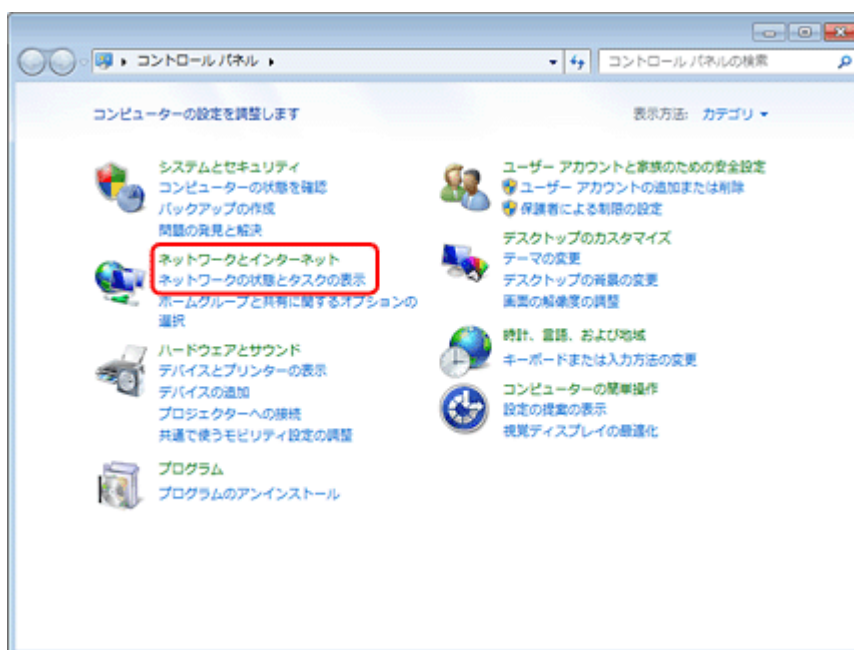 コントロール パネル
コントロール パネルの検索
コンピューターの設定を調整します
表示方法: カテゴリ
システムとセキュリティ
コンピューターの状態を確認
バックアップの作成
問題の発見と解決
ネットワークとインターネット
ネットワークの状態とタスクの表示
ホームグループと共有に関するオプションの
選択
ハードウェアとサウンド
デバイスとプリンターの表示
デバイスの追加
プロジェクターへの接続
共通で使うモビリティ設定の調整
プログラム
プログラムのアンインストール
ユーザー アカウントと家族のための安全設定
ユーザー アカウントの追加または削除
保護者による制限の設定
デスクトップのカスタマイズ
テーマの変更
デスクトップの背景の変更
画面の解像度の調整
時計、言語、および地域
キーボードまたは入力方法の変更
コンピューターの簡単操作
設定の提案の表示
視覚ディスプレイの最適化